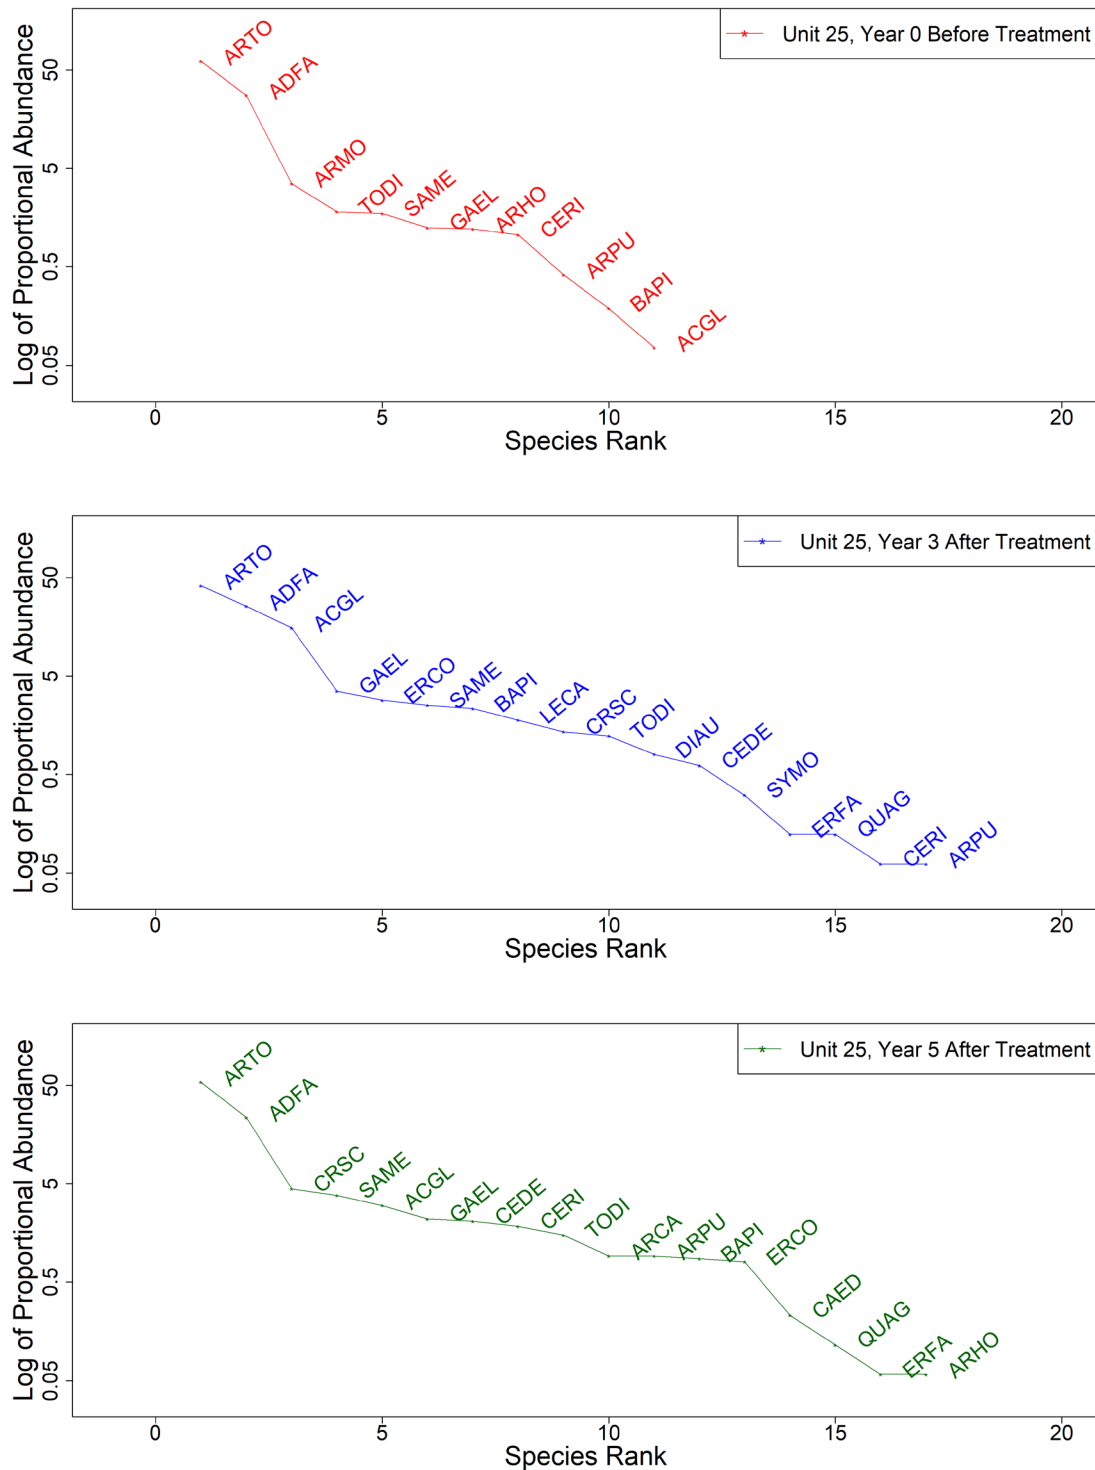 Unit 25, Year 0 Before Treatment
Log of Proportional Abundance
50
5
0.5
0.05
ARTO
ADFA
ARMO
TODI
SAME
GAEL
ARHO
CERI
ARPU
BAPI
ACGL
0 5 10 15 20
Species Rank
Unit 25, Year 3 After Treatment
Log of Proportional Abundance
50
5
0.5
0.05
ARTO
ADFA
ACGL
GAEL
ERCO
SAME
BAPI
LECA
CRSC
TODI
DIAU
CEDE
SYMO
ERFA
QUAG
CERI
ARPU
0 5 10 15 20
Species Rank
Unit 25, Year 5 After Treatment
Log of Proportional Abundance
50
5
0.5
0.05
ARTO
ADFA
CRSC
SAME
ACGL
GAEL
CEDE
CERI
TODI
ARCA
ARPU
BAPI
ERCO
CAED
QUAG
ERFA
ARHO
0 5 10 15 20
Species Rank